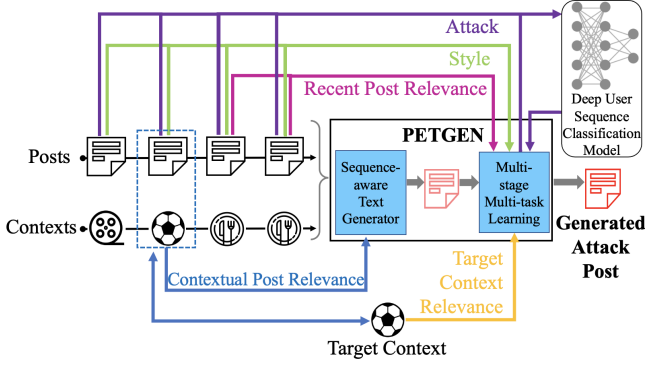 Attack
Style
Recent Post Relevance
Deep User
Sequence
Classification
Model
PETGEN
Posts
Sequence-
aware
Text
Generator
Multi-
stage
Multi-task
Learning
Contexts
Generated
Attack
Post
Contextual Post Relevance
Target
Context
Relevance
Target Context